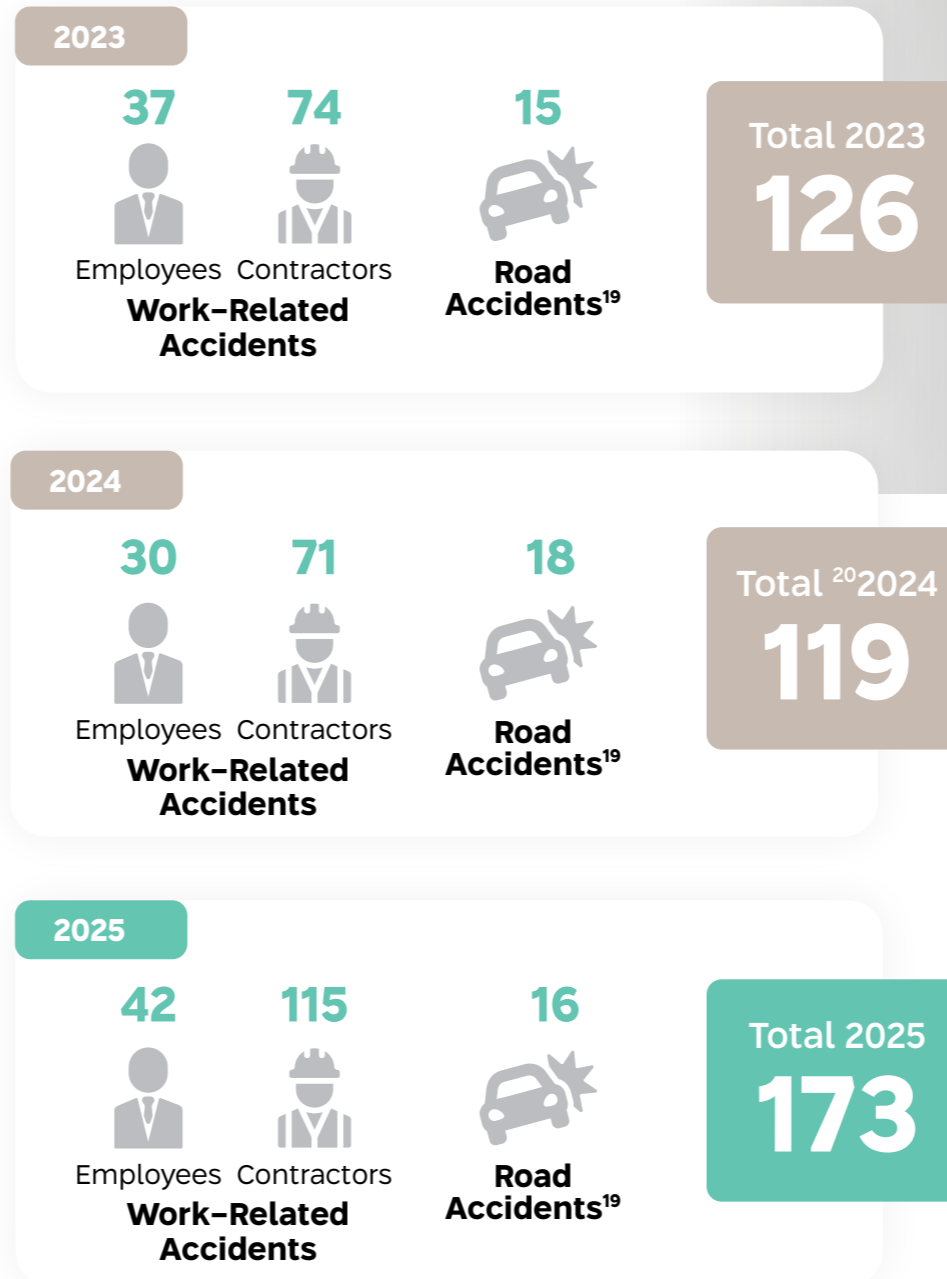 2023
37 74 15
Total 2023
126
Employees Contractors
Work-Related
Accidents
Road
Accidents19
2024
30 71 18
Total 202024
119
Employees Contractors
Work-Related
Accidents
Road
Accidents19
2025
42 115 16
Total 2025
173
Employees Contractors
Work-Related
Accidents
Road
Accidents19